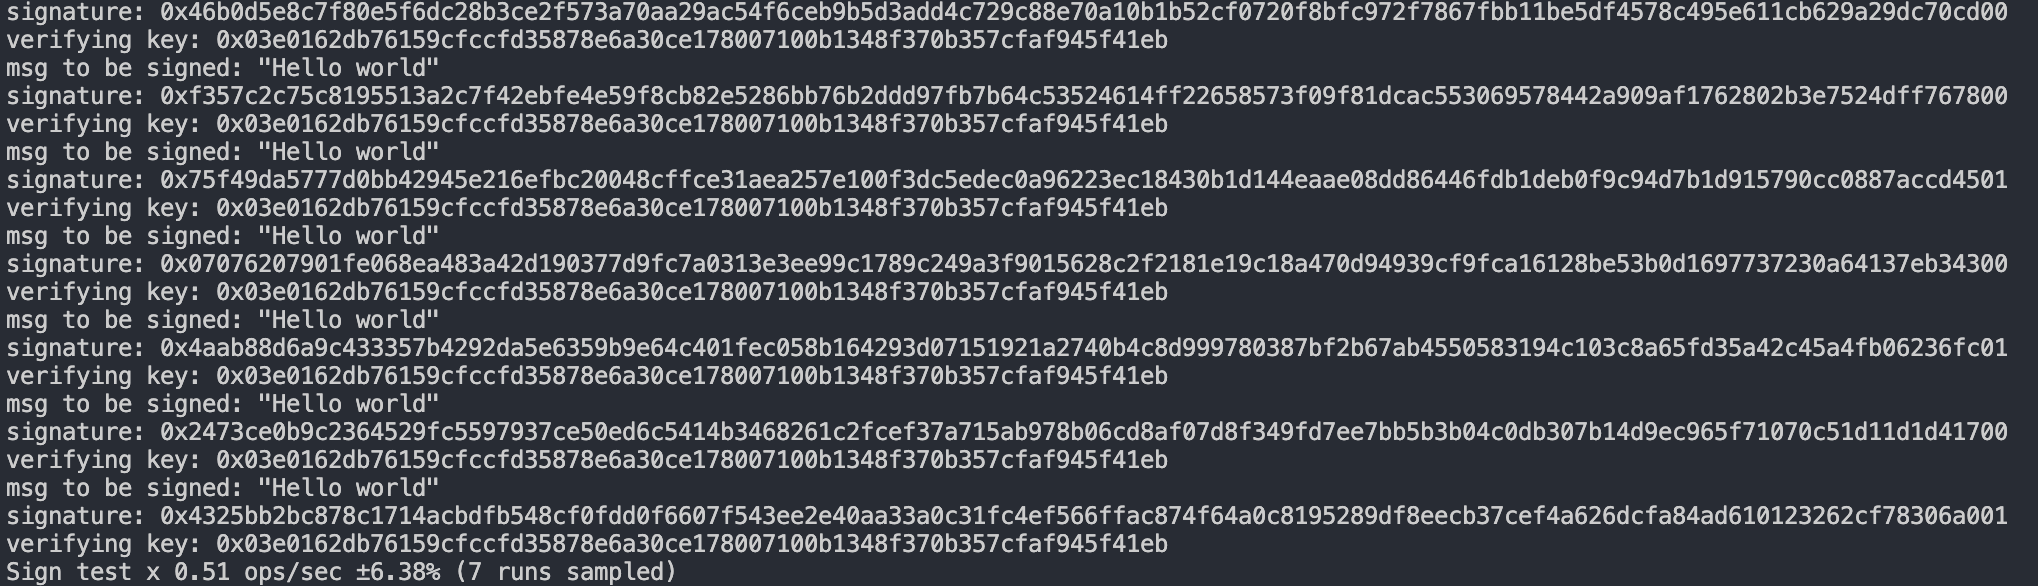 signature: 0x46b0d5e8c7f80e5f6dc28b3ce2f573a70aa29ac54f6ceb9b5d3add4c729c88e70a10b1b52cf0720f8bfc972f7867fbb11be5df4578c495e611cb629a29dc70cd00
verifying key: 0x03e0162db76159cfccfd35878e6a30ce178007100b1348f370b357cfaf945f41eb
msg to be signed: "Hello world"
signature: 0xf357c2c75c8195513a2c7f42ebfe4e59f8cb82e5286bb76b2ddd97fb7b64c53524614ff22658573f09f81dcac553069578442a909af1762802b3e7524dff767800
verifying key: 0x03e0162db76159cfccfd35878e6a30ce178007100b1348f370b357cfaf945f41eb
msg to be signed: "Hello world"
signature: 0x75f49da5777d0bb42945e216efbc20048cffce31aea257e100f3dc5edec0a96223ec18430b1d144eaae08dd86446fdb1deb0f9c94d7b1d915790cc0887accd4501
verifying key: 0x03e0162db76159cfccfd35878e6a30ce178007100b1348f370b357cfaf945f41eb
msg to be signed: "Hello world"
signature: 0x07076207901fe068ea483a42d190377d9fc7a0313e3ee99c1789c249a3f9015628c2f2181e19c18a470d94939cf9fca16128be53b0d1697737230a64137eb34300
verifying key: 0x03e0162db76159cfccfd35878e6a30ce178007100b1348f370b357cfaf945f41eb
msg to be signed: "Hello world"
signature: 0x4aab88d6a9c433357b4292da5e6359b9e64c401fec058b164293d07151921a2740b4c8d999780387bf2b67ab4550583194c103c8a65fd35a42c45a4fb06236fc01
verifying key: 0x03e0162db76159cfccfd35878e6a30ce178007100b1348f370b357cfaf945f41eb
msg to be signed: "Hello world"
signature: 0x2473ce0b9c2364529fc5597937ce50ed6c5414b3468261c2fcef37a715ab978b06cd8af07d8f349fd7ee7bb5b3b04c0db307b14d9ec965f71070c51d11d1d41700
verifying key: 0x03e0162db76159cfccfd35878e6a30ce178007100b1348f370b357cfaf945f41eb
msg to be signed: "Hello world"
signature: 0x4325bb2bc878c1714acbdfb548cf0fdd0f6607f543ee2e40aa33a0c31fc4ef566ffac874f64a0c8195289df8eecb37cef4a626dcfa84ad610123262cf78306a001
verifying key: 0x03e0162db76159cfccfd35878e6a30ce178007100b1348f370b357cfaf945f41eb
Sign test x 0.51 ops/sec ±6.38% (7 runs sampled)